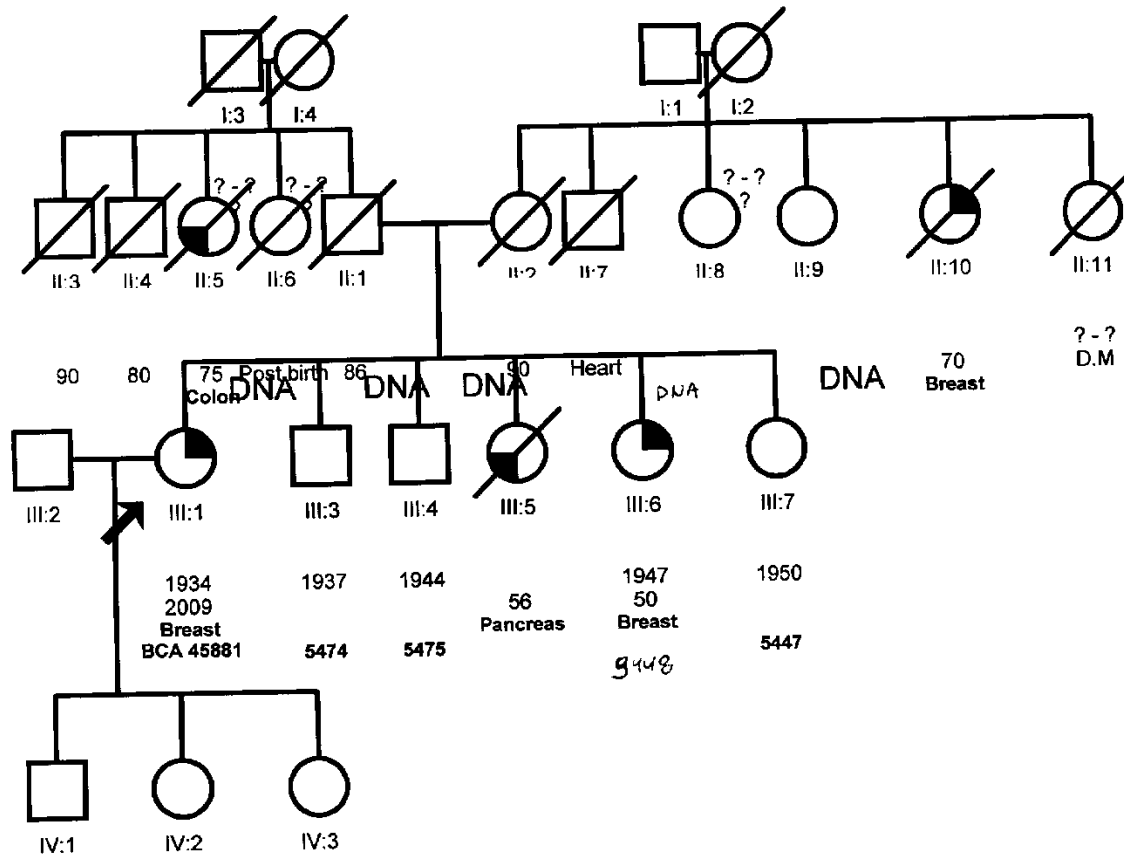 I:3 I:4 I:1 I:2
? - ? ? - ? ? - ?
?
II:3 II:4 II:5 II:6 II:1 II:2 II:7 II:8 II:9 II:10 II:11
? - ?
90 80 75 Post birth 86 90 Heart 70 D.M
Colon DNA DNA DNA DNA DNA Breast
III:2 III:1 III:3 III:4 III:5 III:6 III:7
1934 1937 1944 1947 1950
2009 56 50
Breast Pancreas Breast
BCA 45881 5474 5475 5447
9448
IV:1 IV:2 IV:3